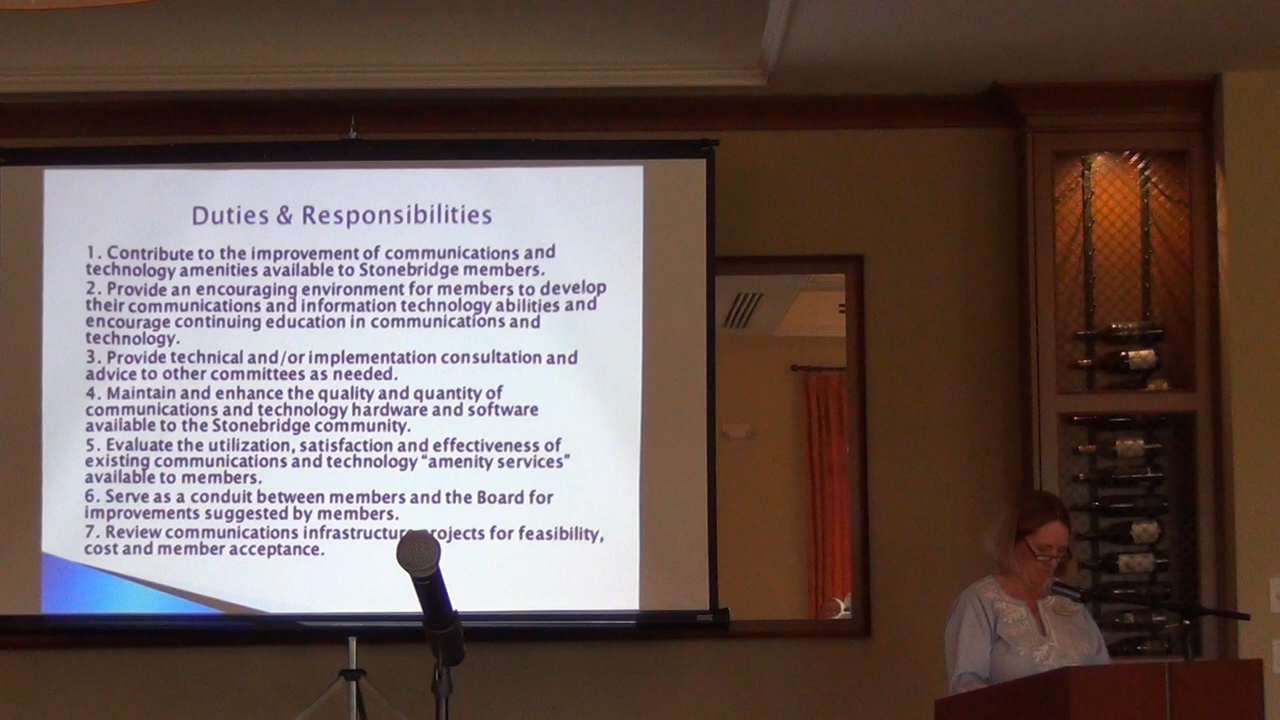 Duties & Responsibilities
1. Contribute to the improvement of communications and
technology amenities available to Stonebridge members.
2. Provide an encouraging environment for members to develop
their communications and information technology abilities and
encourage continuing education in communications and
technology.
3. Provide technical and/or implementation consultation and
advice to other committees as needed.
4. Maintain and enhance the quality and quantity of
communications and technology hardware and software
available to the Stonebridge community.
5. Evaluate the utilization, satisfaction and effectiveness of
existing communications and technology “amenity services”
available to members.
6. Serve as a conduit between members and the Board for
improvements suggested by members.
7. Review communications infrastructure projects for feasibility,
cost and member acceptance.